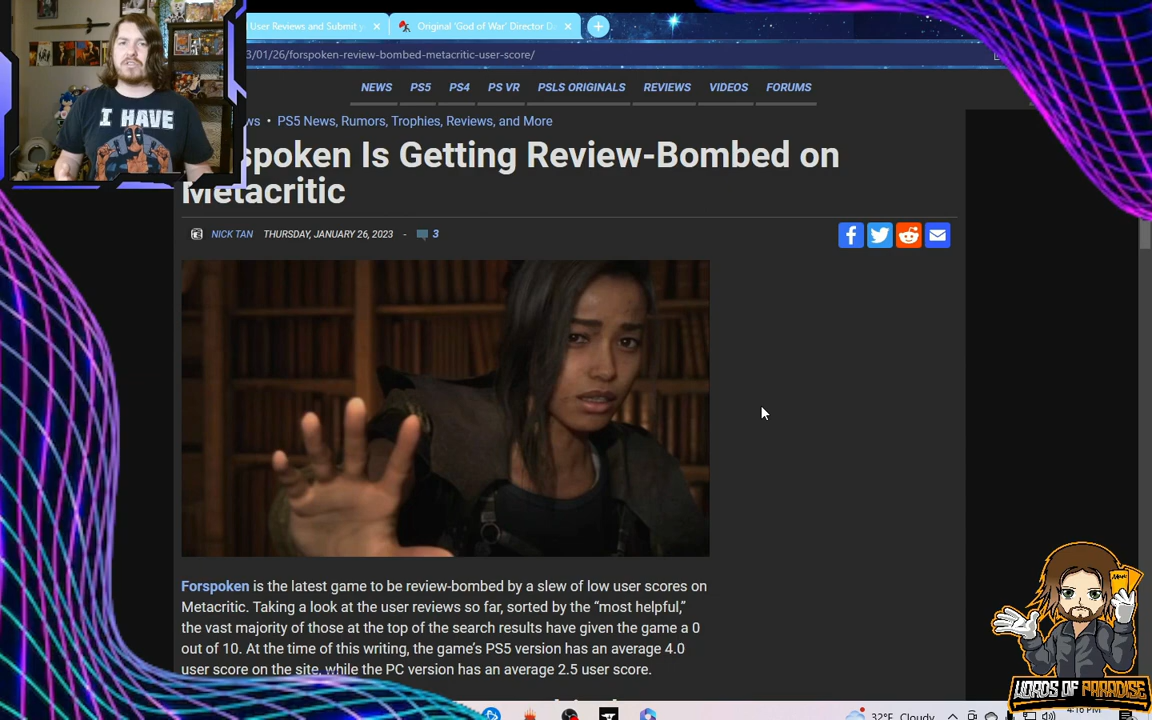 User Reviews and Submit
Original 'God of War' Director D
3/01/26/forspoken-review-bombed-metacritic-user-score/
NEWS PS5 PS4 PS VR PSLS ORIGINALS REVIEWS VIDEOS FORUMS
ws • PS5 News, Rumors, Trophies, Reviews, and More
spoken Is Getting Review-Bombed on
Metacritic
NICK TAN THURSDAY, JANUARY 26, 2023 - 3
I HAVE
Forspoken is the latest game to be review-bombed by a slew of low user scores on
Metacritic. Taking a look at the user reviews so far, sorted by the “most helpful,”
the vast majority of those at the top of the search results have given the game a 0
out of 10. At the time of this writing, the game’s PS5 version has an average 4.0
user score on the site, while the PC version has an average 2.5 user score.
WORDS OF PARADISE
32°F Cloudy
4:16 PM